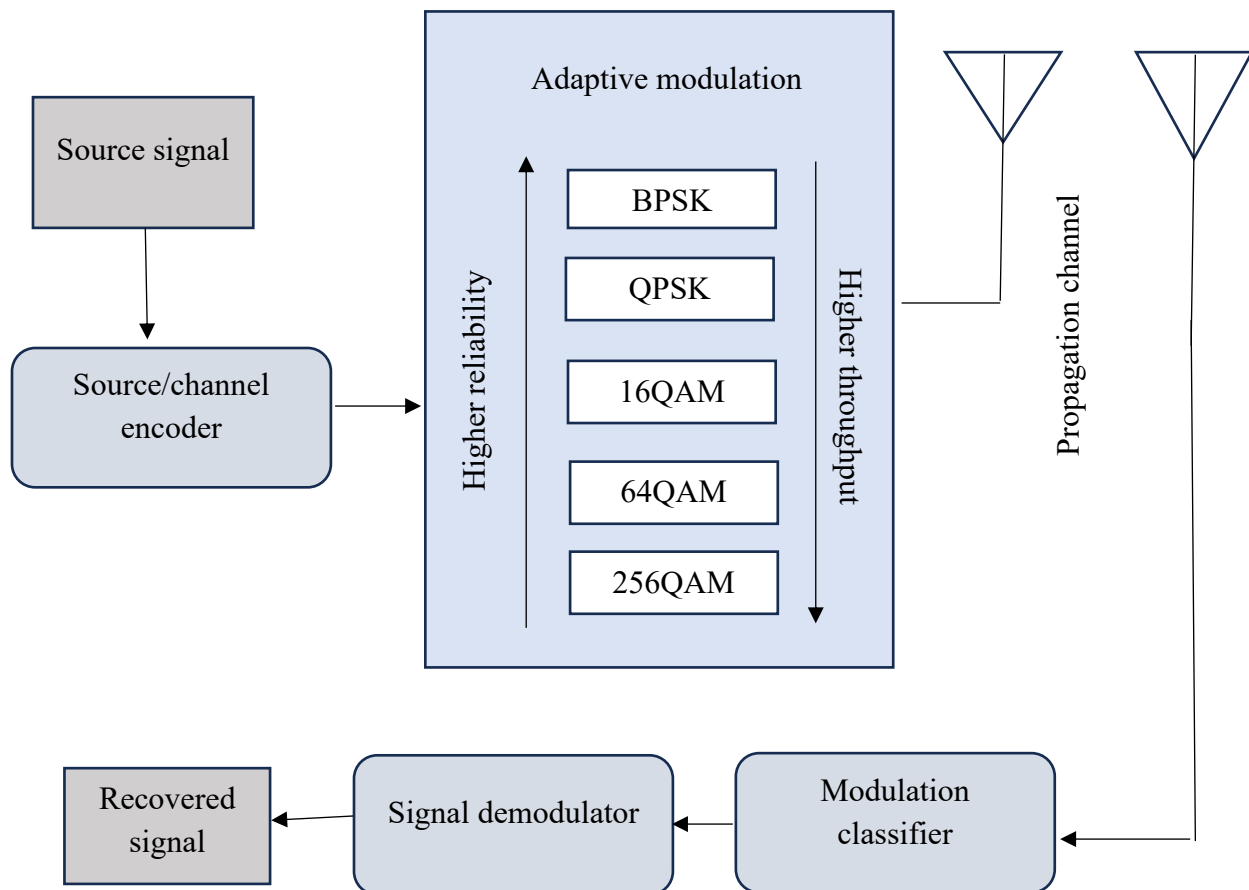 Source signal
Source/channel
encoder
Adaptive modulation
BPSK
QPSK
16QAM
64QAM
256QAM
Higher reliability
Higher throughput
Propagation channel
Modulation
classifier
Signal demodulator
Recovered
signal